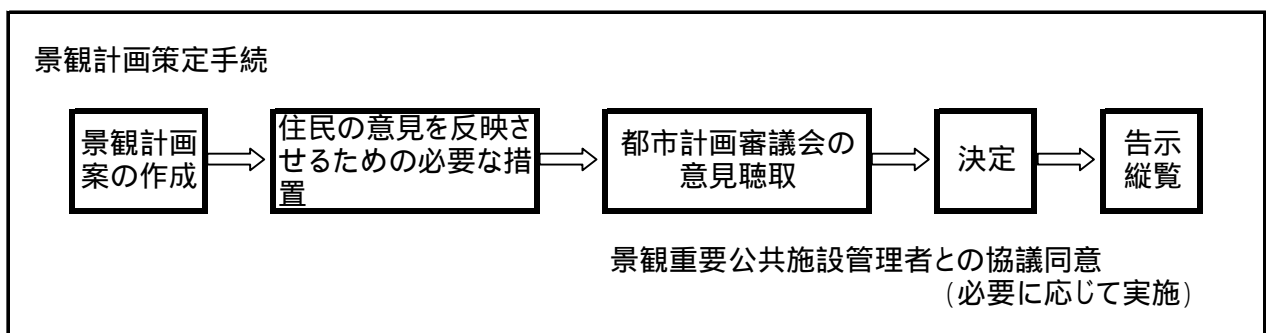 景観計画策定手続
景観計画
案の作成
住民の意見を反映さ
せるための必要な措
置
都市計画審議会の
意見聴取
決定
告示
縦覧
景観重要公共施設管理者との協議同意
(必要に応じて実施)